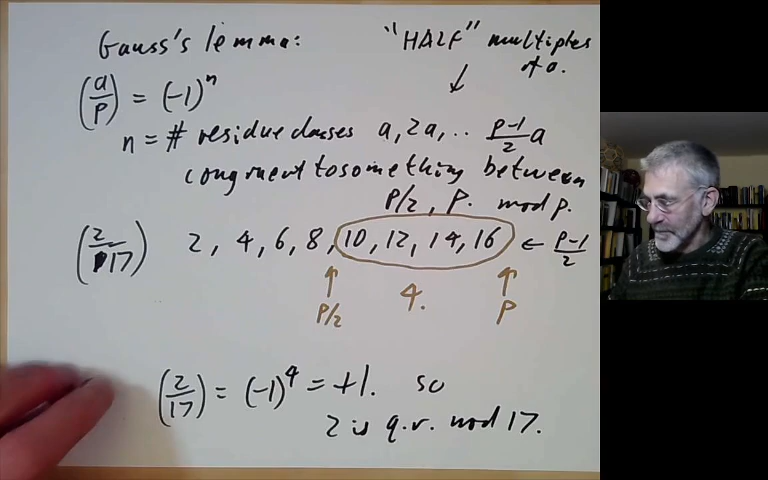 Gauss's lemma: "HALF" multiples
of a.
(a/p) = (-1)^n ↓
n = # residue classes a, 2a, .. (p-1)/2 a
congruent to something between
p/2, p. mod p.
(2/17) 2, 4, 6, 8, 10, 12, 14, 16 ← (p-1)/2
↑ 4. ↑
p/2 p
(2/17) = (-1)^4 = +1. so
2 is q.r. mod 17.